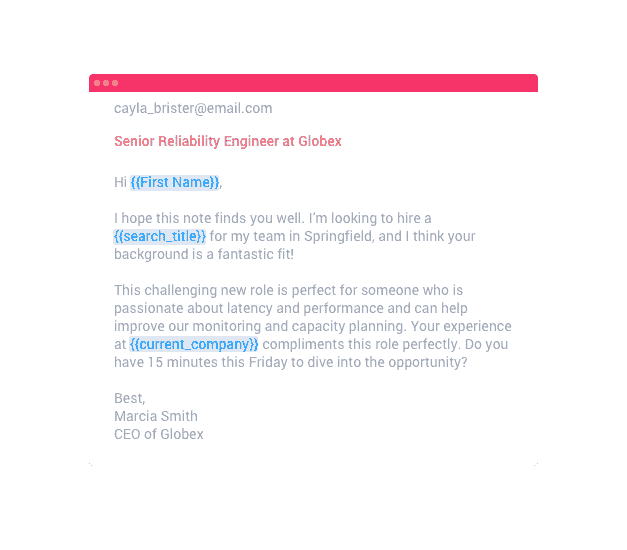 cayla_brister@email.com
Senior Reliability Engineer at Globex
Hi {{First Name}},
I hope this note finds you well. I'm looking to hire a
{{search_title}} for my team in Springfield, and I think your
background is a fantastic fit!
This challenging new role is perfect for someone who is
passionate about latency and performance and can help
improve our monitoring and capacity planning. Your experience
at {{current_company}} compliments this role perfectly. Do you
have 15 minutes this Friday to dive into the opportunity?
Best,
Marcia Smith
CEO of Globex